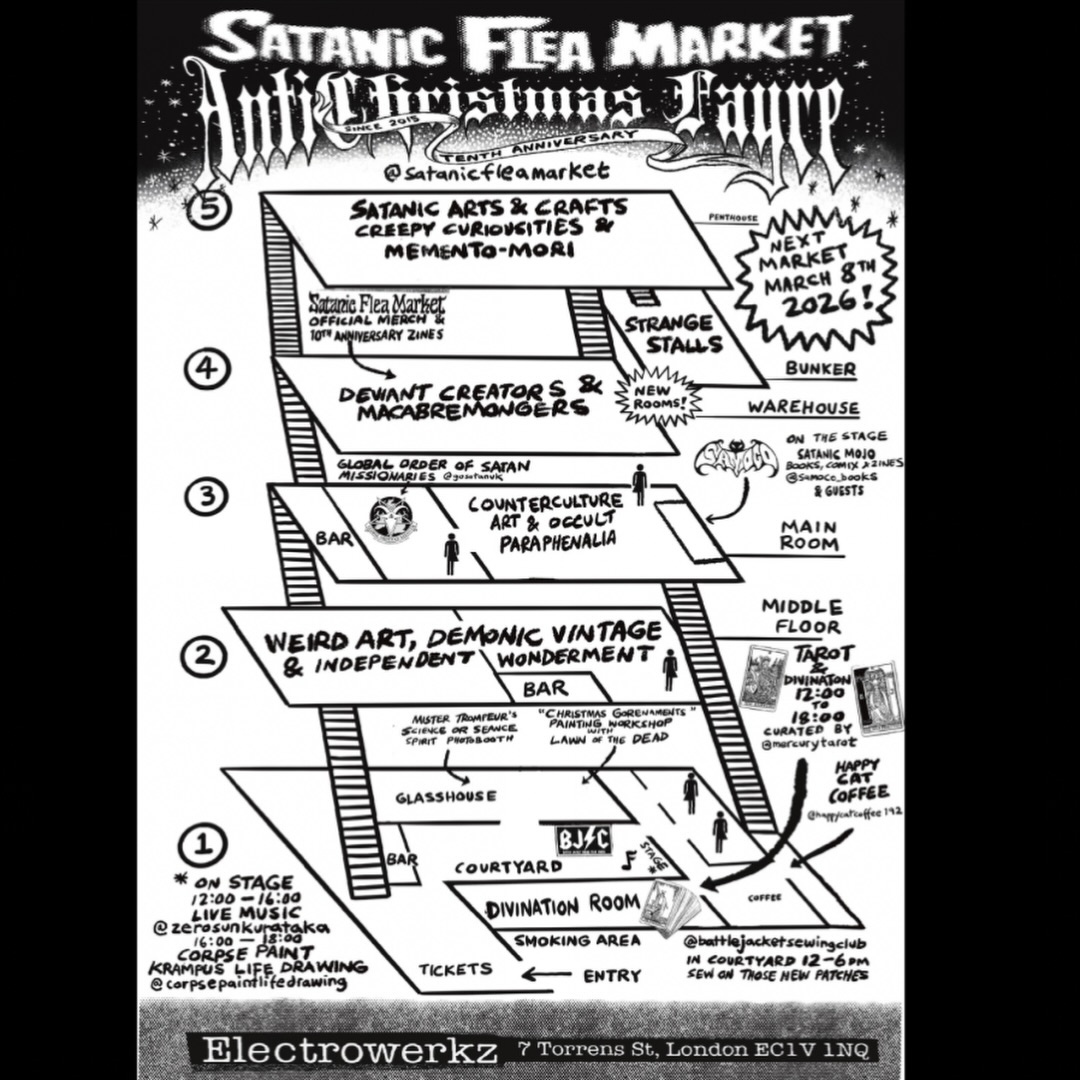 SATANIC FLEA MARKET
AntiChristmas Fayre
SINCE 2015
TENTH ANNIVERSARY
@satanicfleamarket
5
SATANIC ARTS & CRAFTS
CREEPY CURIOUSITIES &
MEMENTO-MORI
PENTHOUSE
NEXT
MARKET
MARCH 8TH
2026!
Satanic Flea Market
OFFICIAL MERCH &
10TH ANNIVERSARY ZINES
STRANGE
STALLS
BUNKER
4
DEVIANT CREATORS &
MACABREMONGERS
NEW
ROOMS!
WAREHOUSE
GLOBAL ORDER OF SATAN
MISSIONARIES @gosatanuk
SAMOCO
ON THE STAGE
SATANIC MOJO
BOOKS, COMIX & ZINES
@samoco_books
& GUESTS
3
BAR
COUNTERCULTURE
ART & OCCULT
PARAPHENALIA
MAIN
ROOM
MIDDLE
FLOOR
2
WEIRD ART, DEMONIC VINTAGE
& INDEPENDENT WONDERMENT
BAR
TAROT
&
DIVINATON
12:00
TO
18:00
CURATED BY
@mercurytarot
MISTER TROMPEUR'S
SCIENCE OR SEANCE
SPIRIT PHOTOBOOTH
"CHRISTMAS GORENAMENTS"
PAINTING WORKSHOP
WITH
LAWN OF THE DEAD
HAPPY
CAT
COFFEE
@happycatcoffee192
1
GLASSHOUSE
BAR
BJSC
COURTYARD
STAGE
*
COFFEE
DIVINATION ROOM
SMOKING AREA
TICKETS
ENTRY
* ON STAGE
12:00 – 16:00
LIVE MUSIC
@zerosunkurataka
16:00 – 18:00
CORPSE PAINT
KRAMPUS LIFE DRAWING
@corpsepaintlifedrawing
@battlejacketsewingclub
IN COURTYARD 12–6PM
SEW ON THOSE NEW PATCHES
Electrowerkz 7 Torrens St, London EC1V 1NQ